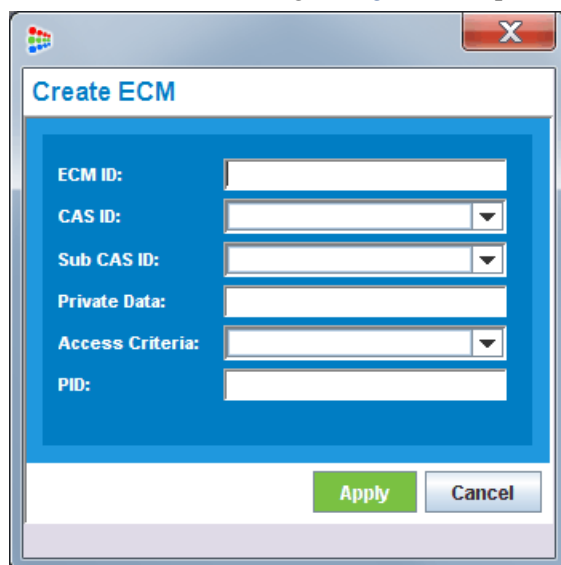 X
Create ECM
ECM ID:
CAS ID:
Sub CAS ID:
Private Data:
Access Criteria:
PID:
Apply Cancel